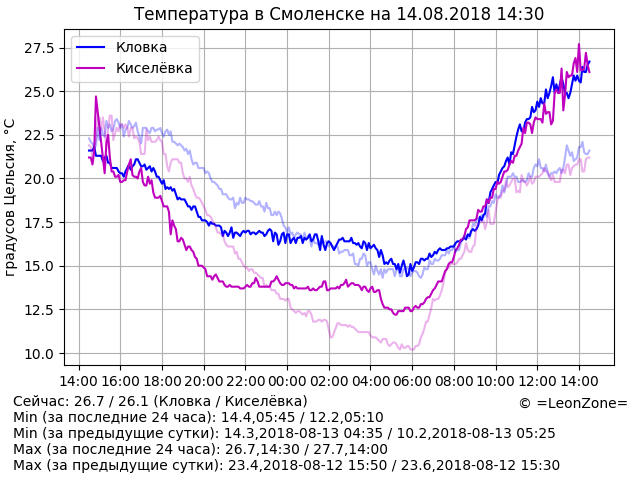 Температура в Смоленске на 14.08.2018 14:30
Кловка
Киселёвка
градусов Цельсия, °C
27.5
25.0
22.5
20.0
17.5
15.0
12.5
10.0
14:00 16:00 18:00 20:00 22:00 00:00 02:00 04:00 06:00 08:00 10:00 12:00 14:00
Сейчас: 26.7 / 26.1 (Кловка / Киселёвка)
© =LeonZone=
Min (за последние 24 часа): 14.4,05:45 / 12.2,05:10
Min (за предыдущие сутки): 14.3,2018-08-13 04:35 / 10.2,2018-08-13 05:25
Max (за последние 24 часа): 26.7,14:30 / 27.7,14:00
Max (за предыдущие сутки): 23.4,2018-08-12 15:50 / 23.6,2018-08-12 15:30